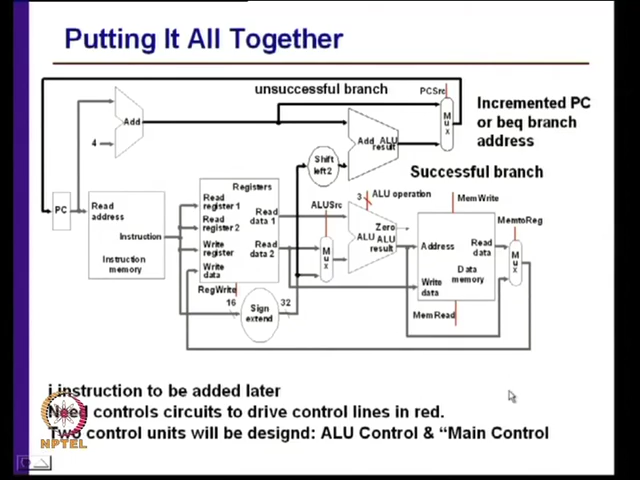 Putting It All Together
unsuccessful branch
PCSrc
Add
4
Add ALU result
Mux
Incremented PC
or beq branch
address
Shift
left2
Successful branch
PC
Read
address
Instruction
Instruction
memory
Registers
Read
register 1
Read
register 2
Write
register
Write
data
Read
data 1
Read
data 2
RegWrite
16
Sign
extend
32
ALUSrc
Mux
3
ALU operation
Zero
ALU ALU
result
MemWrite
Address
Read
data
Data
memory
Write
data
MemRead
MemtoReg
Mux
j instruction to be added later
Need controls circuits to drive control lines in red.
Two control units will be designd: ALU Control & “Main Control
NPTEL